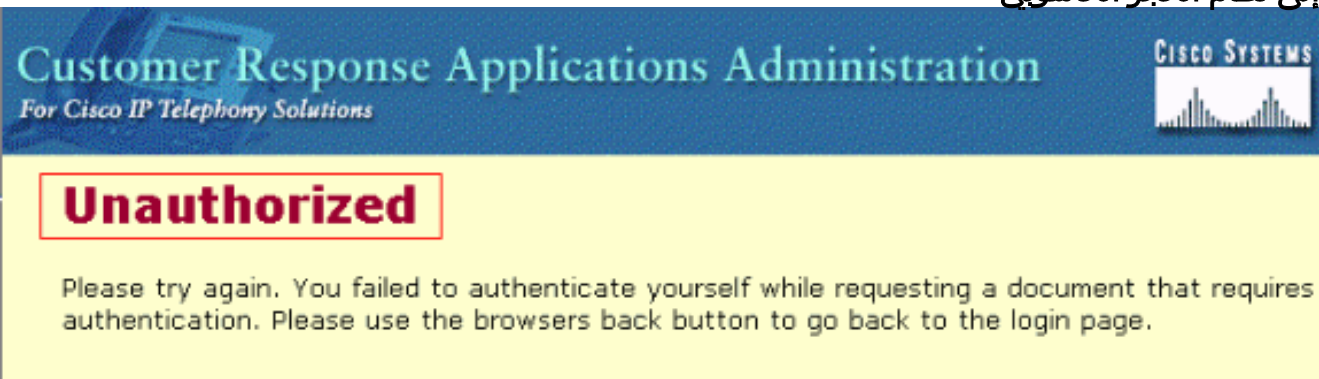 إلى نظام
Customer Response Applications Administration
For Cisco IP Telephony Solutions
CISCO SYSTEMS
Unauthorized
Please try again. You failed to authenticate yourself while requesting a document that requires
authentication. Please use the browsers back button to go back to the login page.